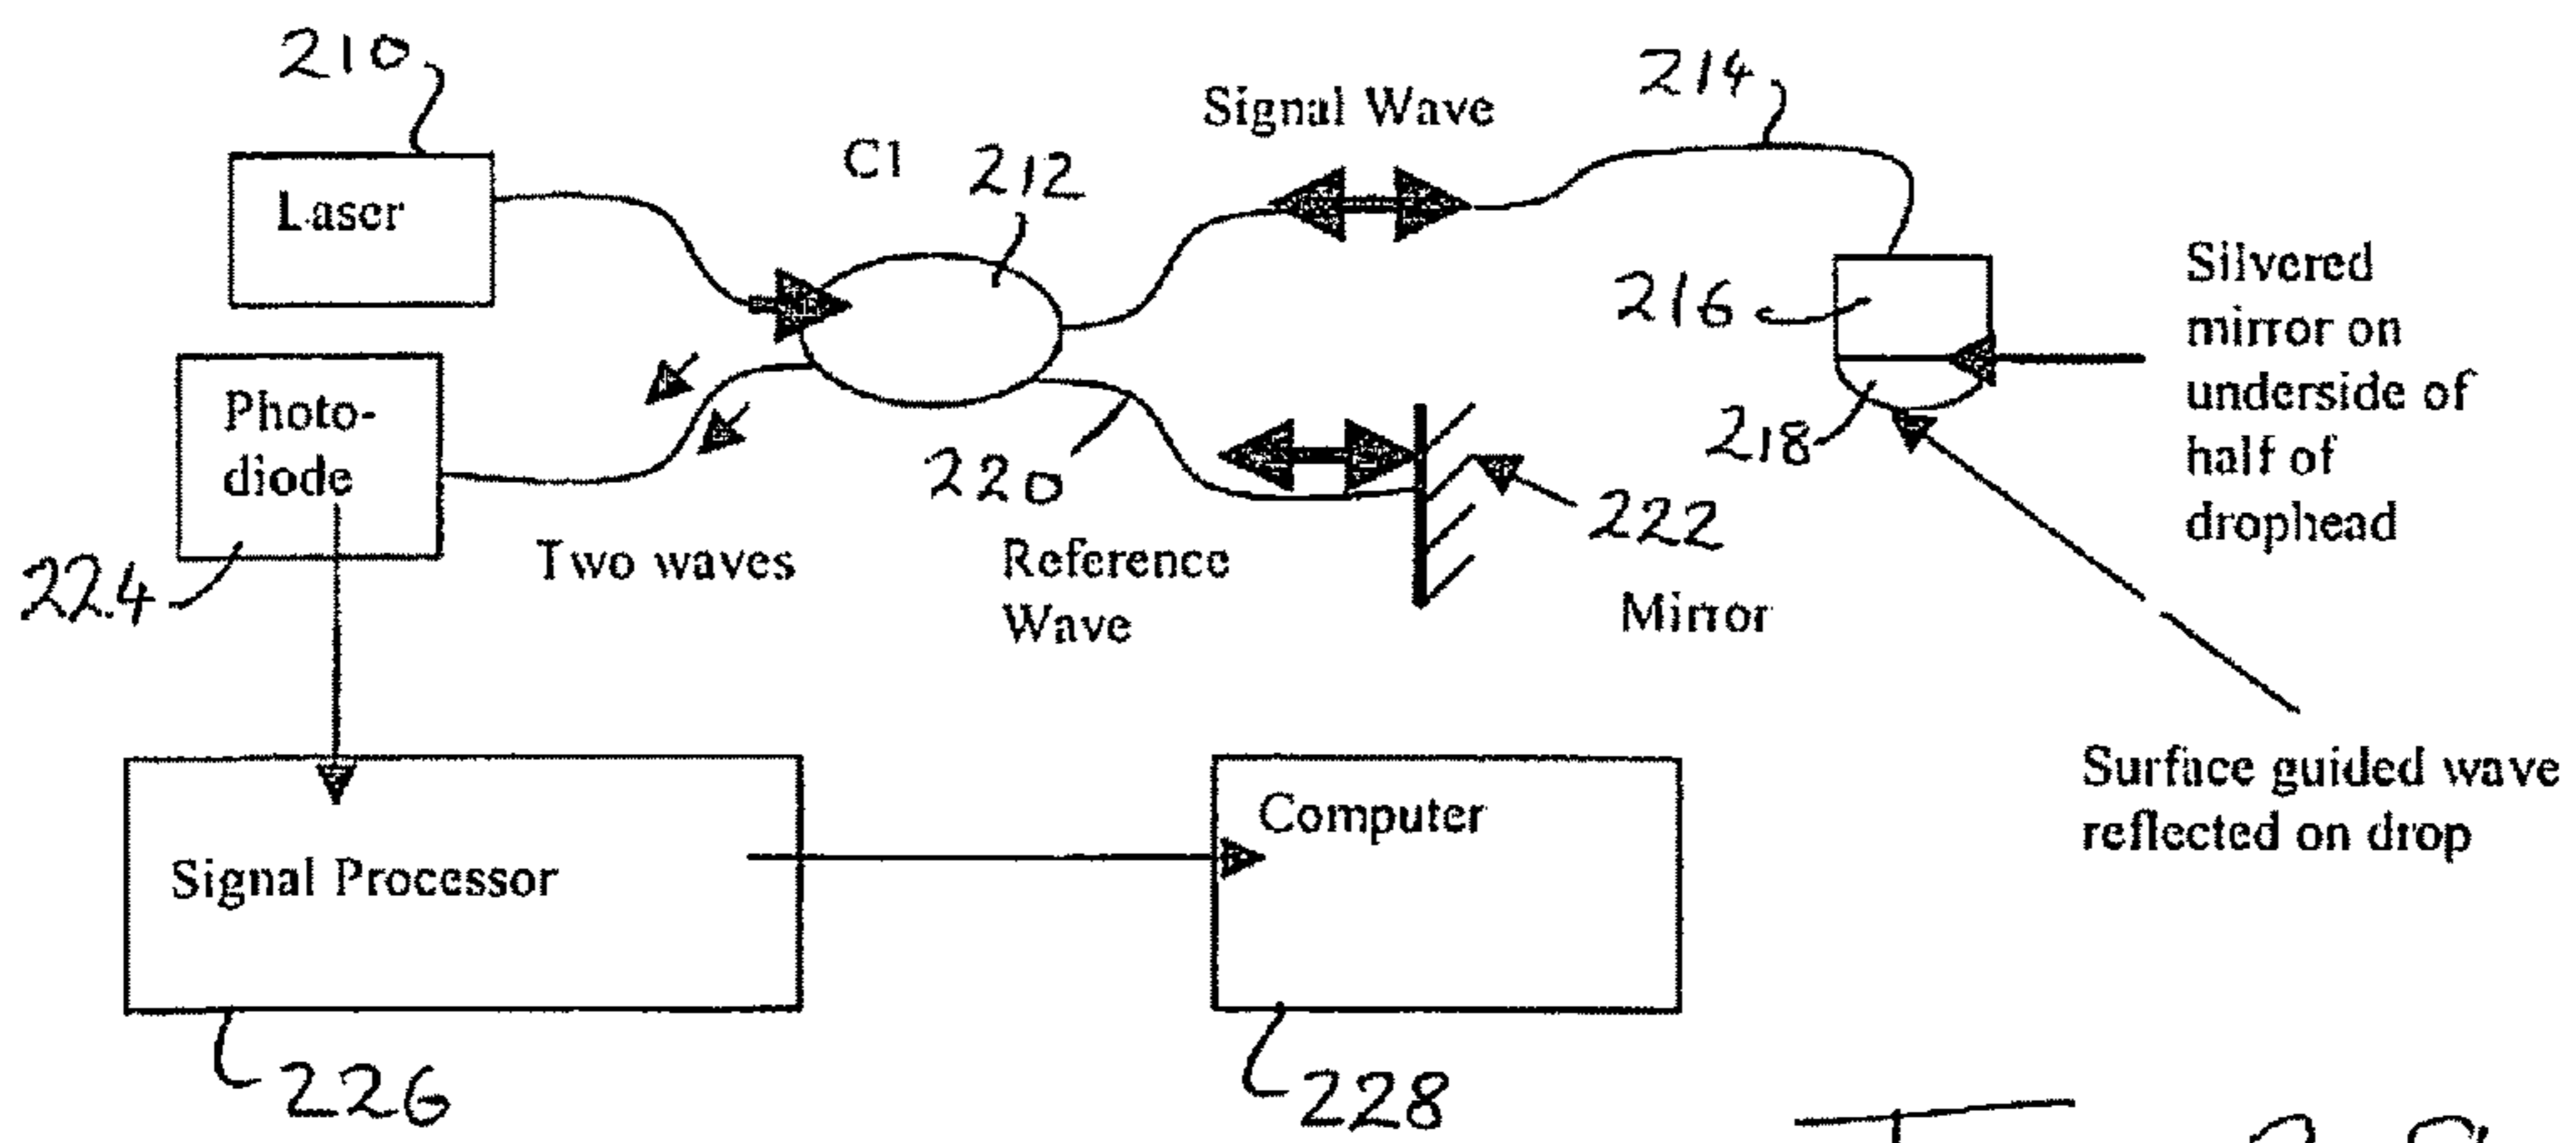 210
Laser
C1
212
Signal Wave
214
216
218
Silvered
mirror on
underside of
half of
drophead
Photo-
diode
224
Two waves
220
Reference
Wave
222
Mirror
Surface guided wave
reflected on drop
Signal Processor
226
Computer
228